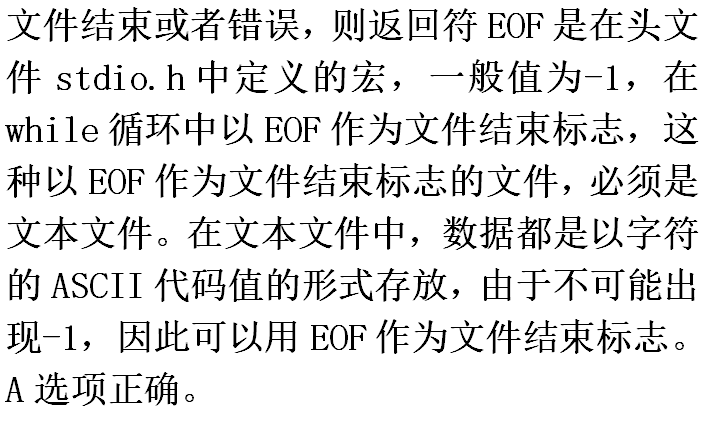 文件结束或者错误，则返回符 EOF 是在头文
件 stdio.h 中定义的宏，一般值为-1，在
while 循环中以 EOF 作为文件结束标志，这
种以 EOF 作为文件结束标志的文件，必须是
文本文件。在文本文件中，数据都是以字符
的 ASCII 代码值的形式存放，由于不可能出
现-1，因此可以用 EOF 作为文件结束标志。
A 选项正确。